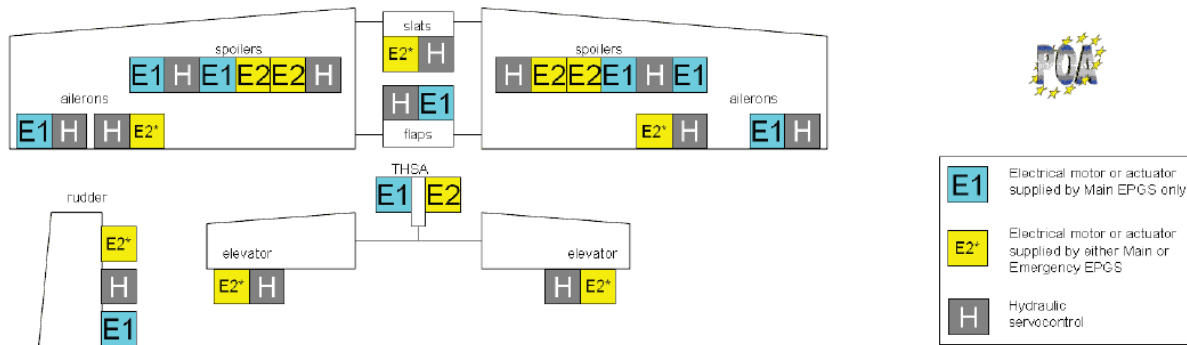 slats
E2* H
spoilers
E1 H E1 E2 E2 H
spoilers
H E2 E2 E1 H E1
POA
ailerons
E1 H H E2*
H E1
flaps
ailerons
E2* H E1 H
THSA
E1 E2
rudder
E2*
H
E1
elevator
E2* H
elevator
H E2*
E1
Electrical motor or actuator
supplied by Main EPGS only
E2*
Electrical motor or actuator
supplied by either Main or
Emergency EPGS
H
Hydraulic
servocontrol